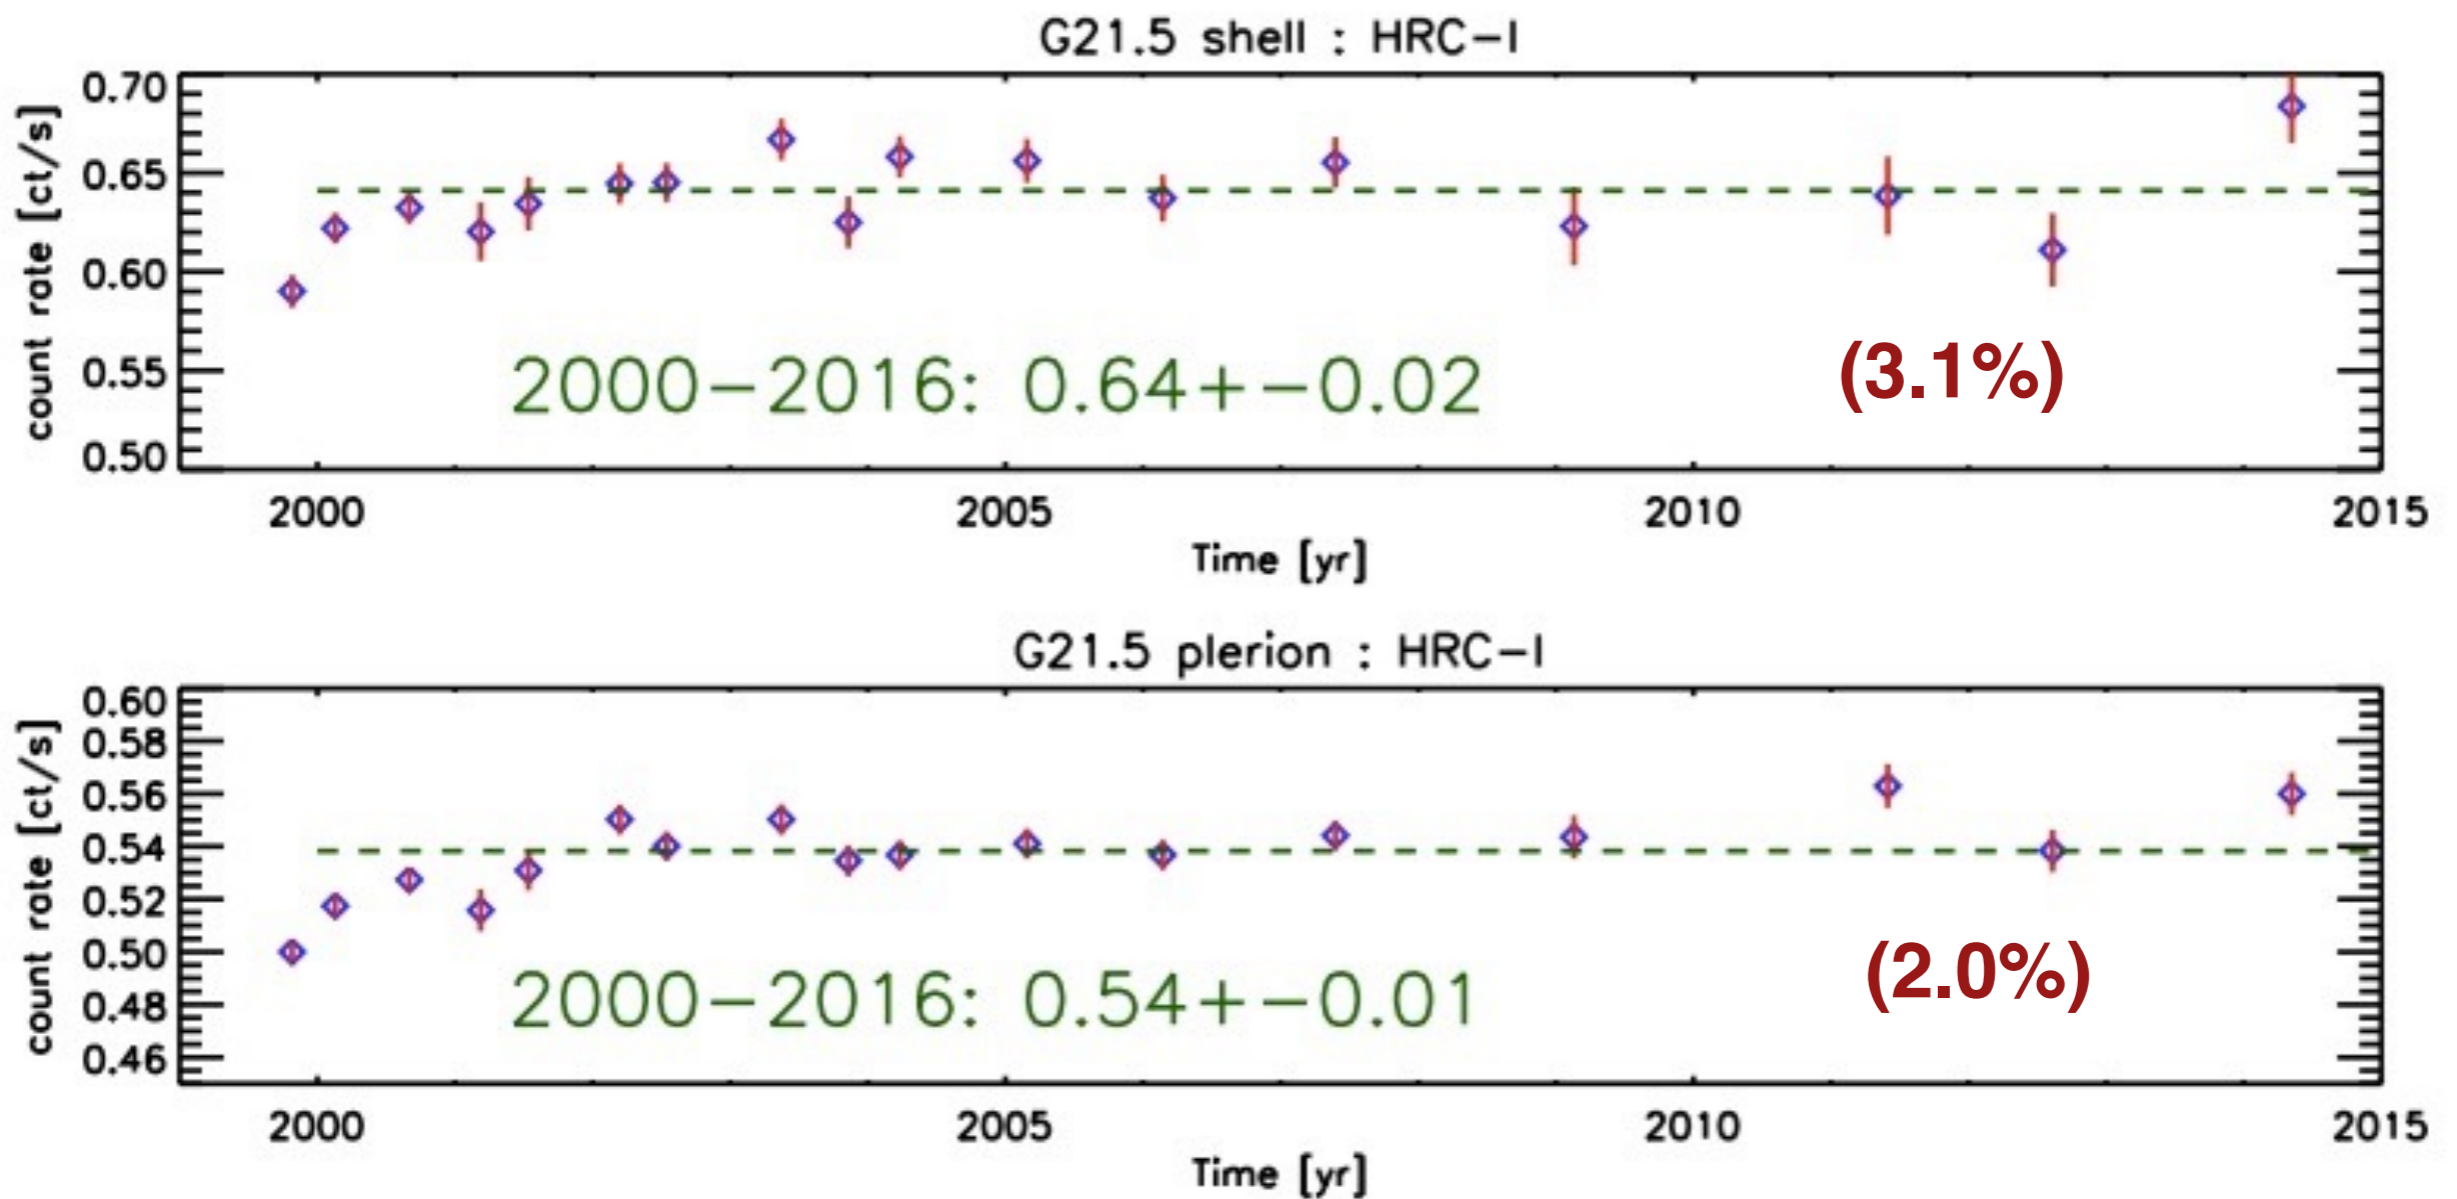 G21.5 shell : HRC-I
count rate [ct/s]
0.70
0.65
0.60
0.55
0.50
2000-2016: 0.64+-0.02
(3.1%)
2000 2005 2010 2015
Time [yr]
G21.5 plerion : HRC-I
count rate [ct/s]
0.60
0.58
0.56
0.54
0.52
0.50
0.48
0.46
2000-2016: 0.54+-0.01
(2.0%)
2000 2005 2010 2015
Time [yr]